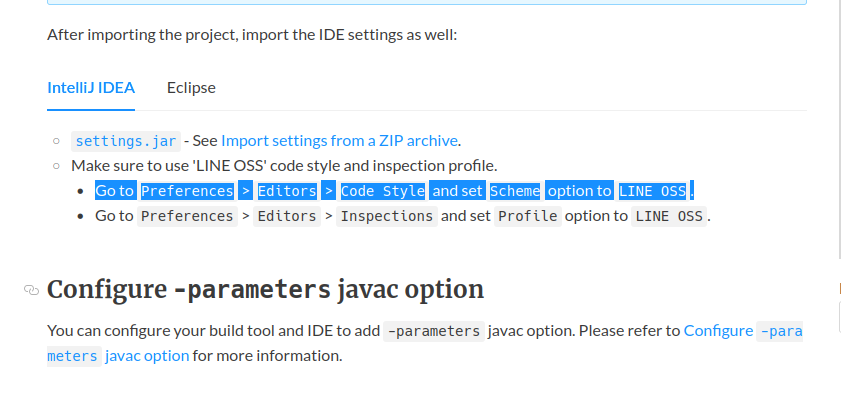 After importing the project, import the IDE settings as well:
IntelliJ IDEA Eclipse
settings.jar - See Import settings from a ZIP archive.
Make sure to use 'LINE OSS' code style and inspection profile.
Go to Preferences > Editors > Code Style and set Scheme option to LINE OSS.
Go to Preferences > Editors > Inspections and set Profile option to LINE OSS.
Configure -parameters javac option
You can configure your build tool and IDE to add -parameters javac option. Please refer to Configure -para
meters javac option for more information.